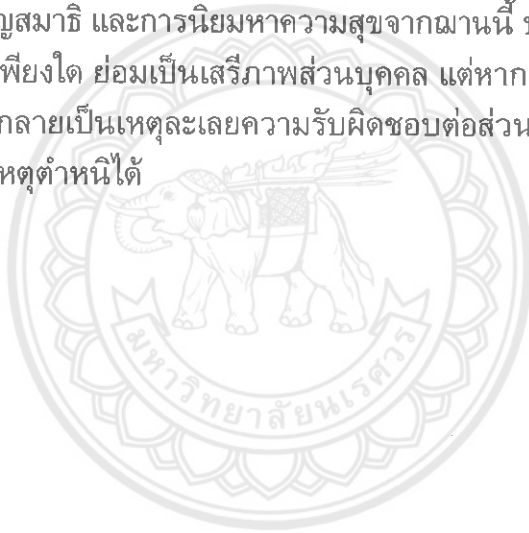 ญสมาธิ และการนิยมหาความสุขจากฌานนี้
พียงใด ย่อมเป็นเสรีภาพส่วนบุคคล แต่หาก
กลายเป็นเหตุละเลยความรับผิดชอบต่อส่วน
หตุตำหนิได้
มหาวิทยาลัยนเรศวร